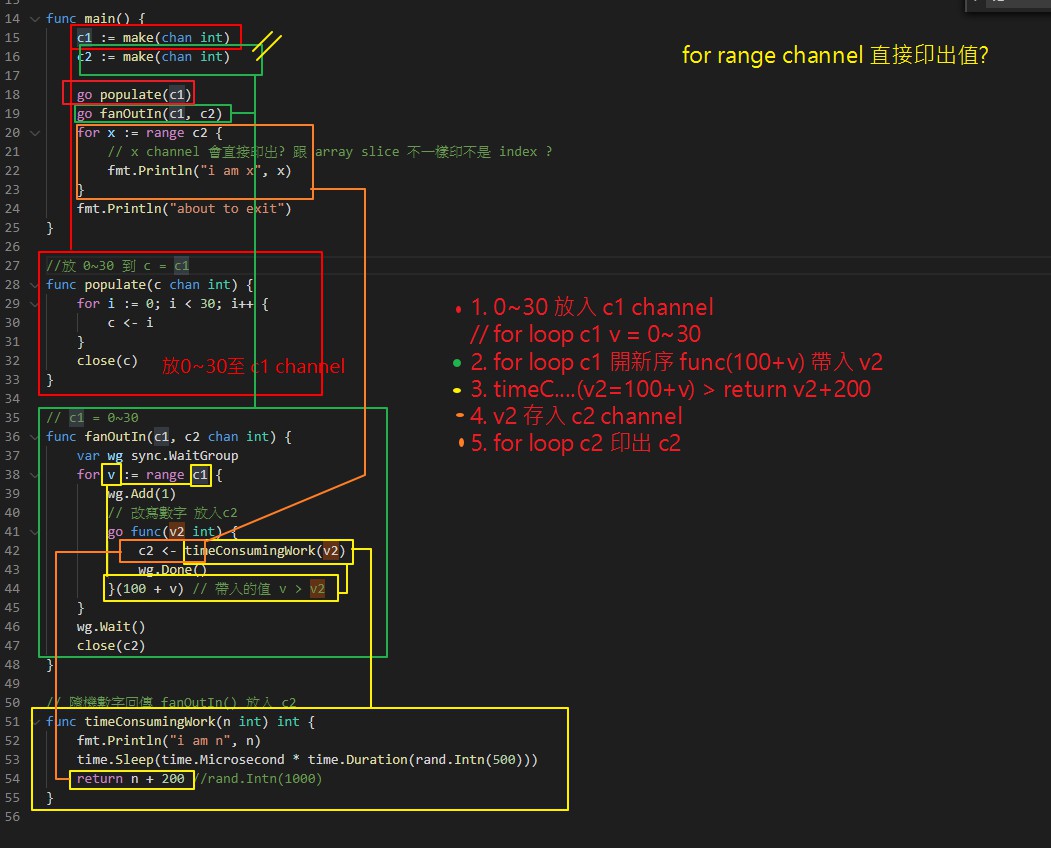 15
14 func main() {
15 c1 := make(chan int)
16 c2 := make(chan int)
for range channel 直接印出值?
17
18 go populate(c1)
19 go fanOutIn(c1, c2)
20 for x := range c2 {
21 // x channel 會直接印出? 跟 array slice 不一樣印不是 index ?
22 fmt.Println("i am x", x)
23 }
24 fmt.Println("about to exit")
25 }
26
27 //放 0~30 到 c = c1
28 func populate(c chan int) {
29 for i := 0; i < 30; i++ {
30 c <- i
31 }
32 close(c)
放0~30至 c1 channel
33 }
34
1. 0~30 放入 c1 channel
// for loop c1 v = 0~30
2. for loop c1 開新序 func(100+v) 帶入 v2
3. timeC....(v2=100+v) > return v2+200
4. v2 存入 c2 channel
5. for loop c2 印出 c2
35 // c1 = 0~30
36 func fanOutIn(c1, c2 chan int) {
37 var wg sync.WaitGroup
38 for v := range c1 {
39 wg.Add(1)
40 // 改寫數字 放入c2
41 go func(v2 int) {
42 c2 <- timeConsumingWork(v2)
43 wg.Done()
44 }(100 + v) // 帶入的值 v > v2
45 }
46 wg.Wait()
47 close(c2)
48 }
49
50 // 隨機數字回傳 fanOutIn() 放入 c2
51 func timeConsumingWork(n int) int {
52 fmt.Println("i am n", n)
53 time.Sleep(time.Microsecond * time.Duration(rand.Intn(500)))
54 return n + 200 //rand.Intn(1000)
55 }
56